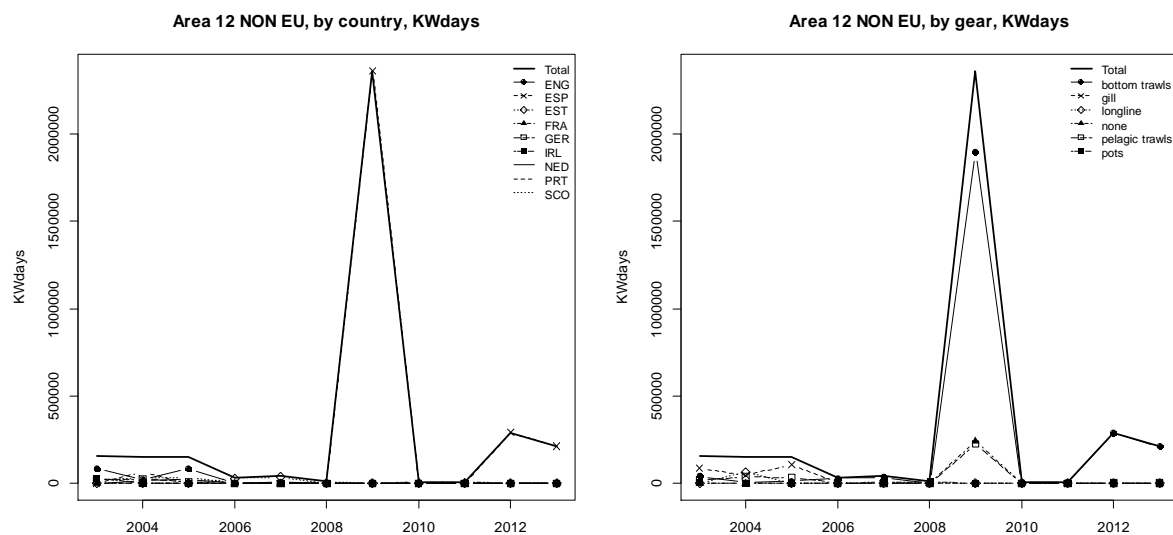 Area 12 NON EU, by country, KWdays
KWdays
2000000
1500000
1000000
500000
0
2004 2006 2008 2010 2012
Total
ENG
ESP
EST
FRA
GER
IRL
NED
PRT
SCO
Area 12 NON EU, by gear, KWdays
KWdays
2000000
1500000
1000000
500000
0
2004 2006 2008 2010 2012
Total
bottom trawls
gill
longline
none
pelagic trawls
pots